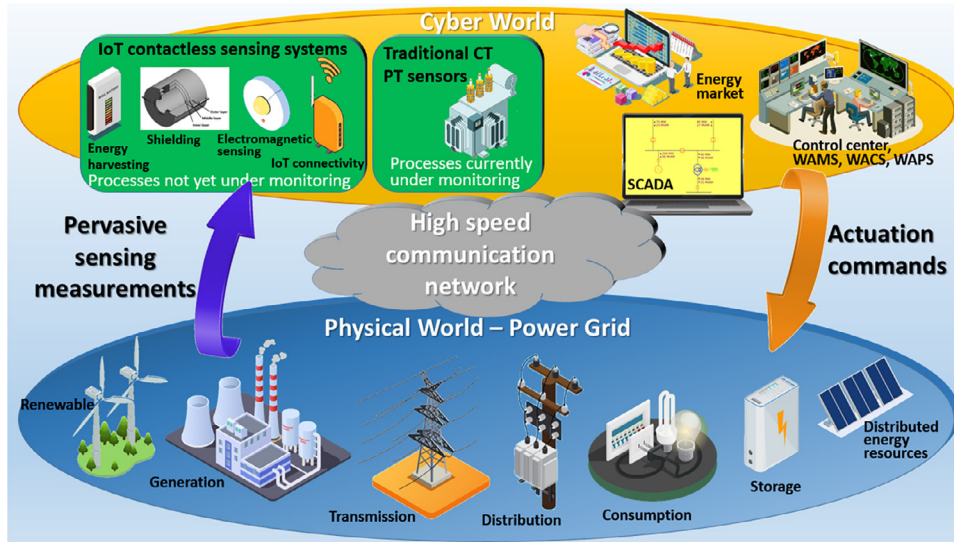 Cyber World
IoT contactless sensing systems
Energy
harvesting
Shielding
Electromagnetic
sensing
IoT connectivity
Processes not yet under monitoring
Traditional CT
PT sensors
Processes currently
under monitoring
Energy
market
SCADA
Control center,
WAMS, WACS, WAPS
Pervasive
sensing
measurements
High speed
communication
network
Actuation
commands
Physical World – Power Grid
Renewable
Generation
Transmission
Distribution
Consumption
Storage
Distributed
energy
resources